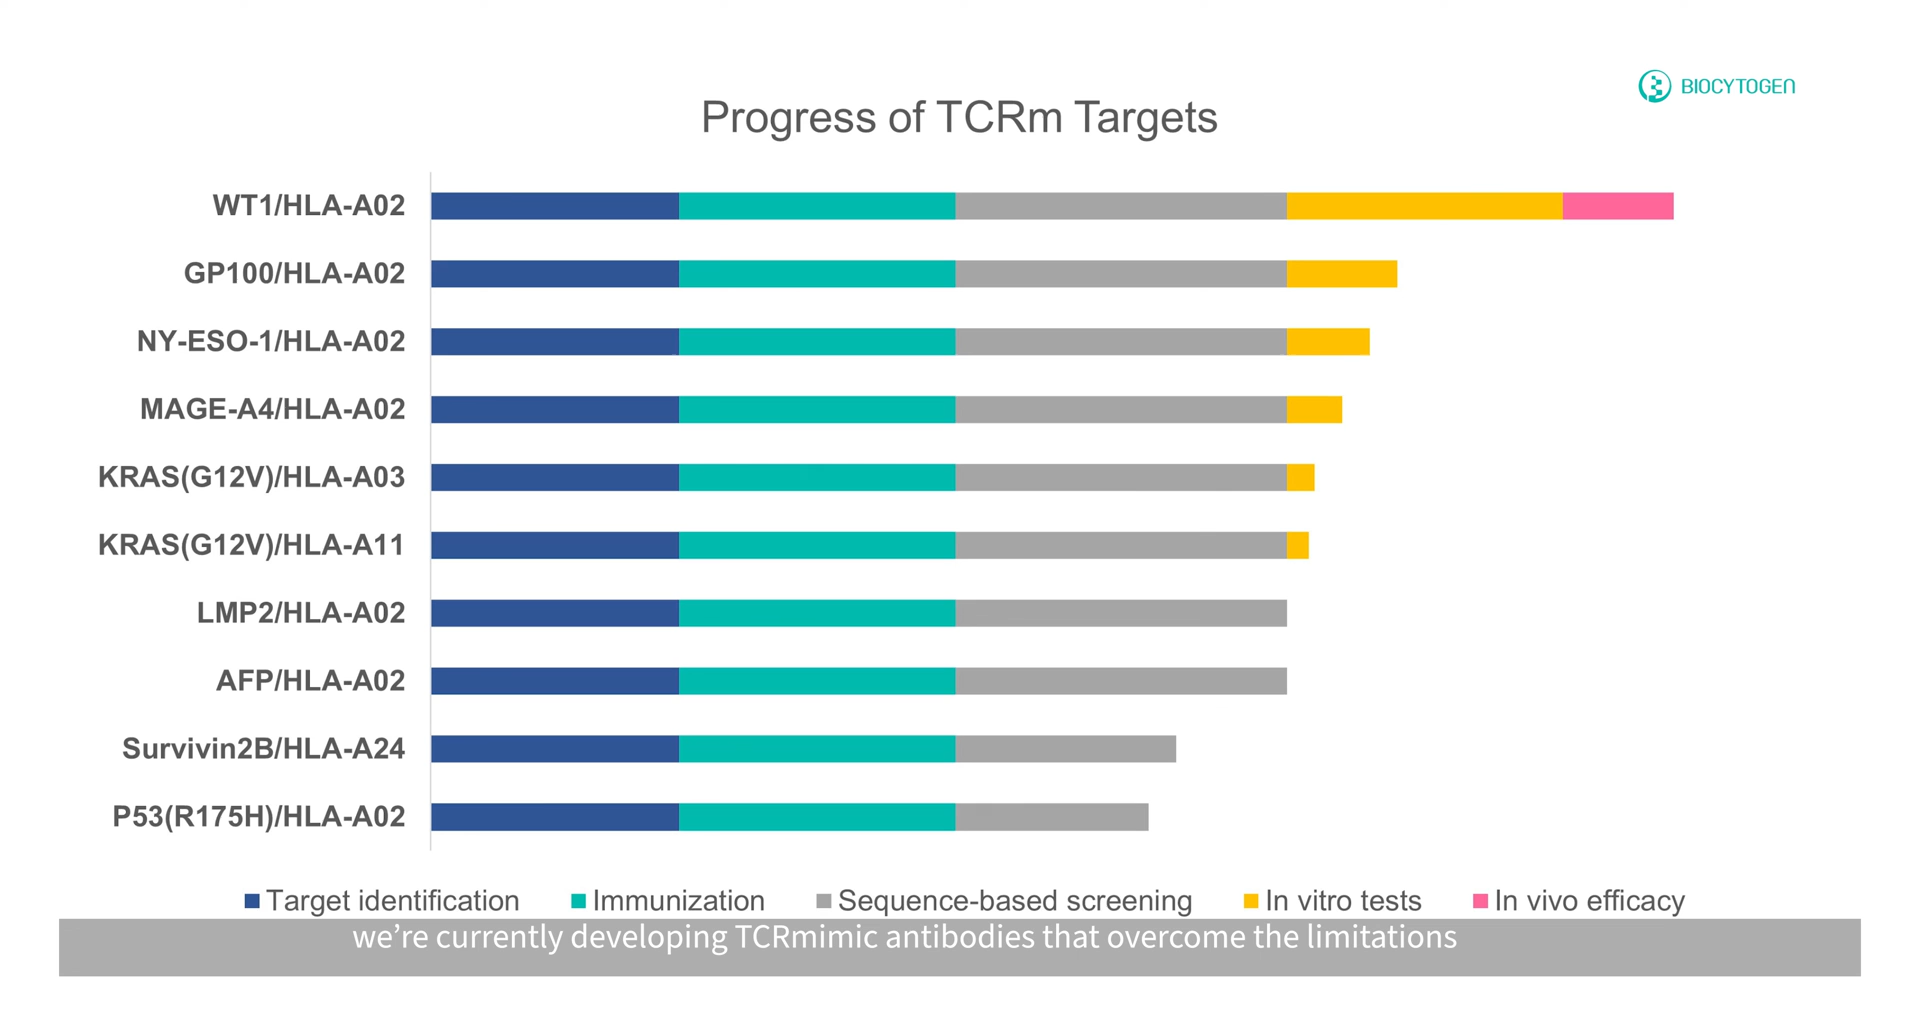 BIOCYTOGEN
Progress of TCRm Targets
WT1/HLA-A02
GP100/HLA-A02
NY-ESO-1/HLA-A02
MAGE-A4/HLA-A02
KRAS(G12V)/HLA-A03
KRAS(G12V)/HLA-A11
LMP2/HLA-A02
AFP/HLA-A02
Survivin2B/HLA-A24
P53(R175H)/HLA-A02
Target identification Immunization Sequence-based screening In vitro tests In vivo efficacy
we’re currently developing TCRmimic antibodies that overcome the limitations